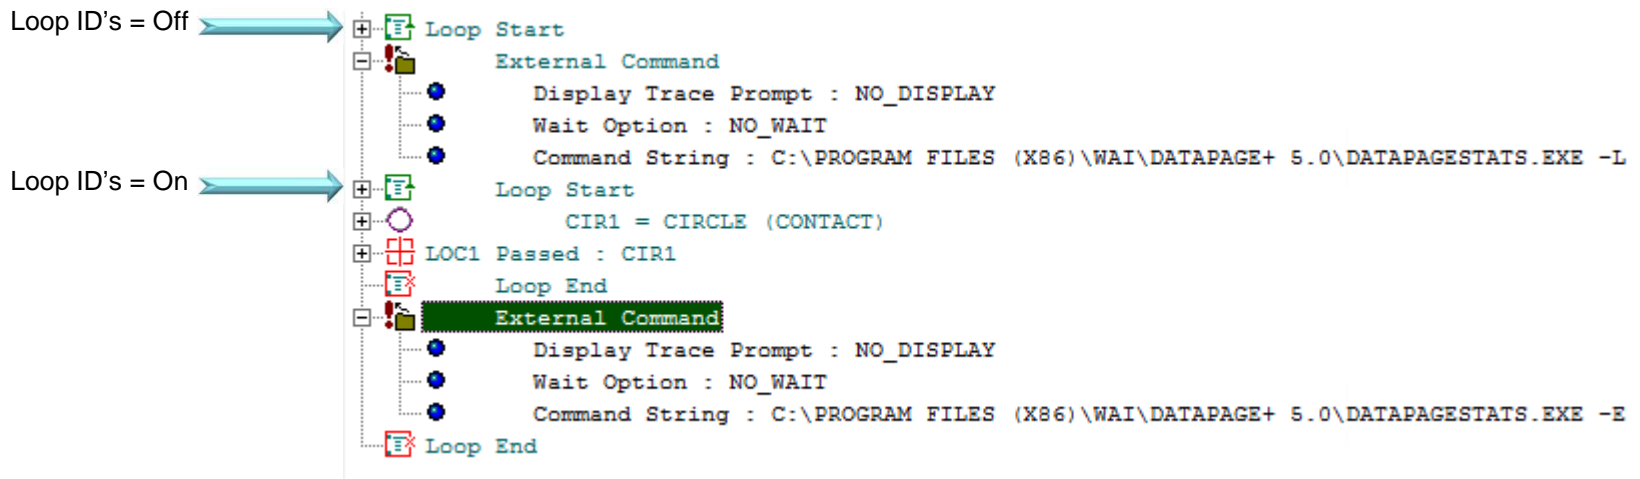 Loop ID's = Off
Loop Start
External Command
Display Trace Prompt : NO_DISPLAY
Wait Option : NO_WAIT
Command String : C:\PROGRAM FILES (X86)\WAI\DATAPAGE+ 5.0\DATAPAGESTATS.EXE -L
Loop ID's = On
Loop Start
CIR1 = CIRCLE (CONTACT)
LOC1 Passed : CIR1
Loop End
External Command
Display Trace Prompt : NO_DISPLAY
Wait Option : NO_WAIT
Command String : C:\PROGRAM FILES (X86)\WAI\DATAPAGE+ 5.0\DATAPAGESTATS.EXE -E
Loop End